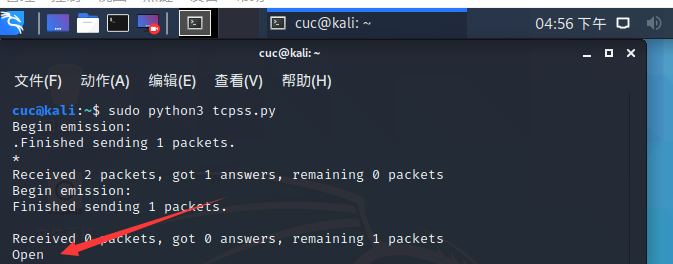 cuc@kali: ~
04:56 下午
cuc@kali: ~
文件(F) 动作(A) 编辑(E) 查看(V) 帮助(H)
cuc@kali:~$ sudo python3 tcpss.py
Begin emission:
.Finished sending 1 packets.
*
Received 2 packets, got 1 answers, remaining 0 packets
Begin emission:
Finished sending 1 packets.
Received 0 packets, got 0 answers, remaining 1 packets
Open